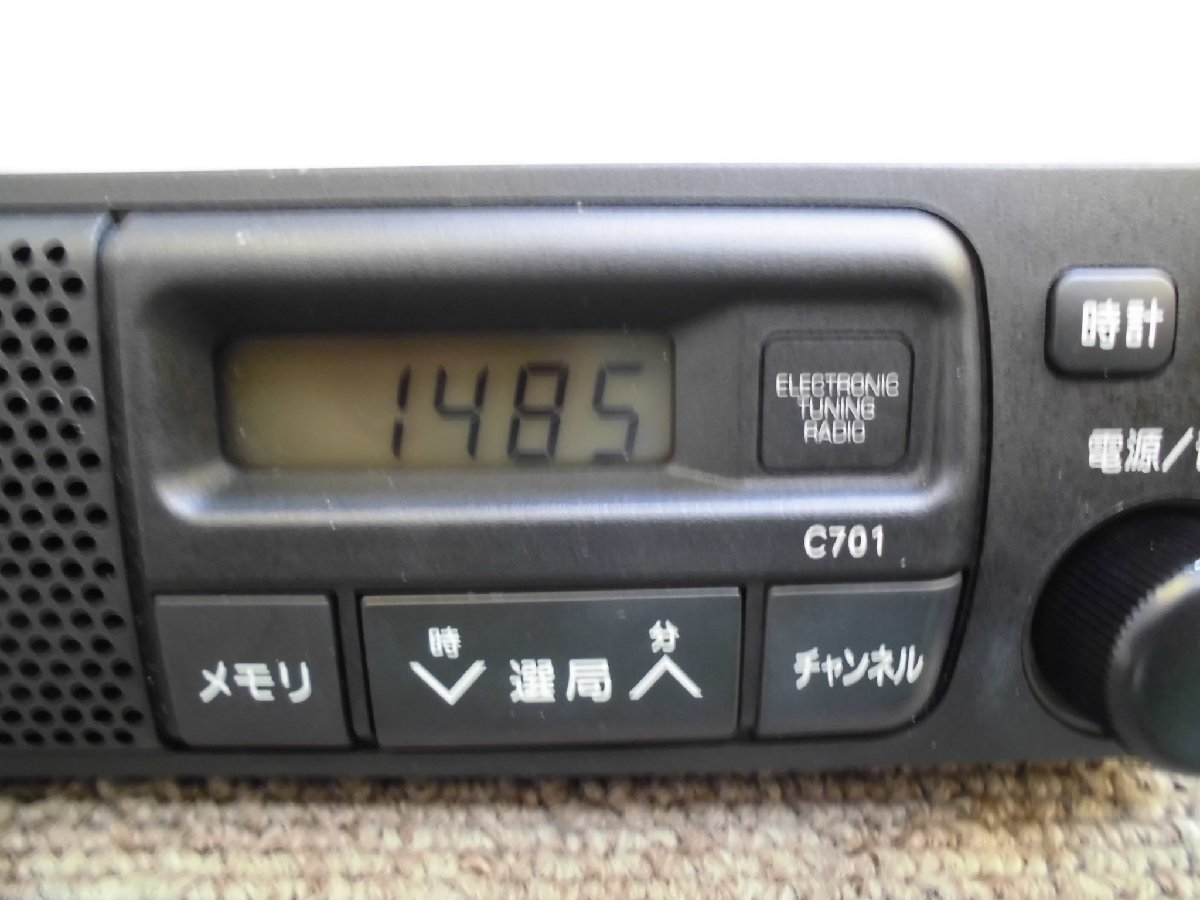 1485
ELECTRONIC
TUNING
RADIO
時計
電源/
C701
メモリ
時 分
選局
チャンネル